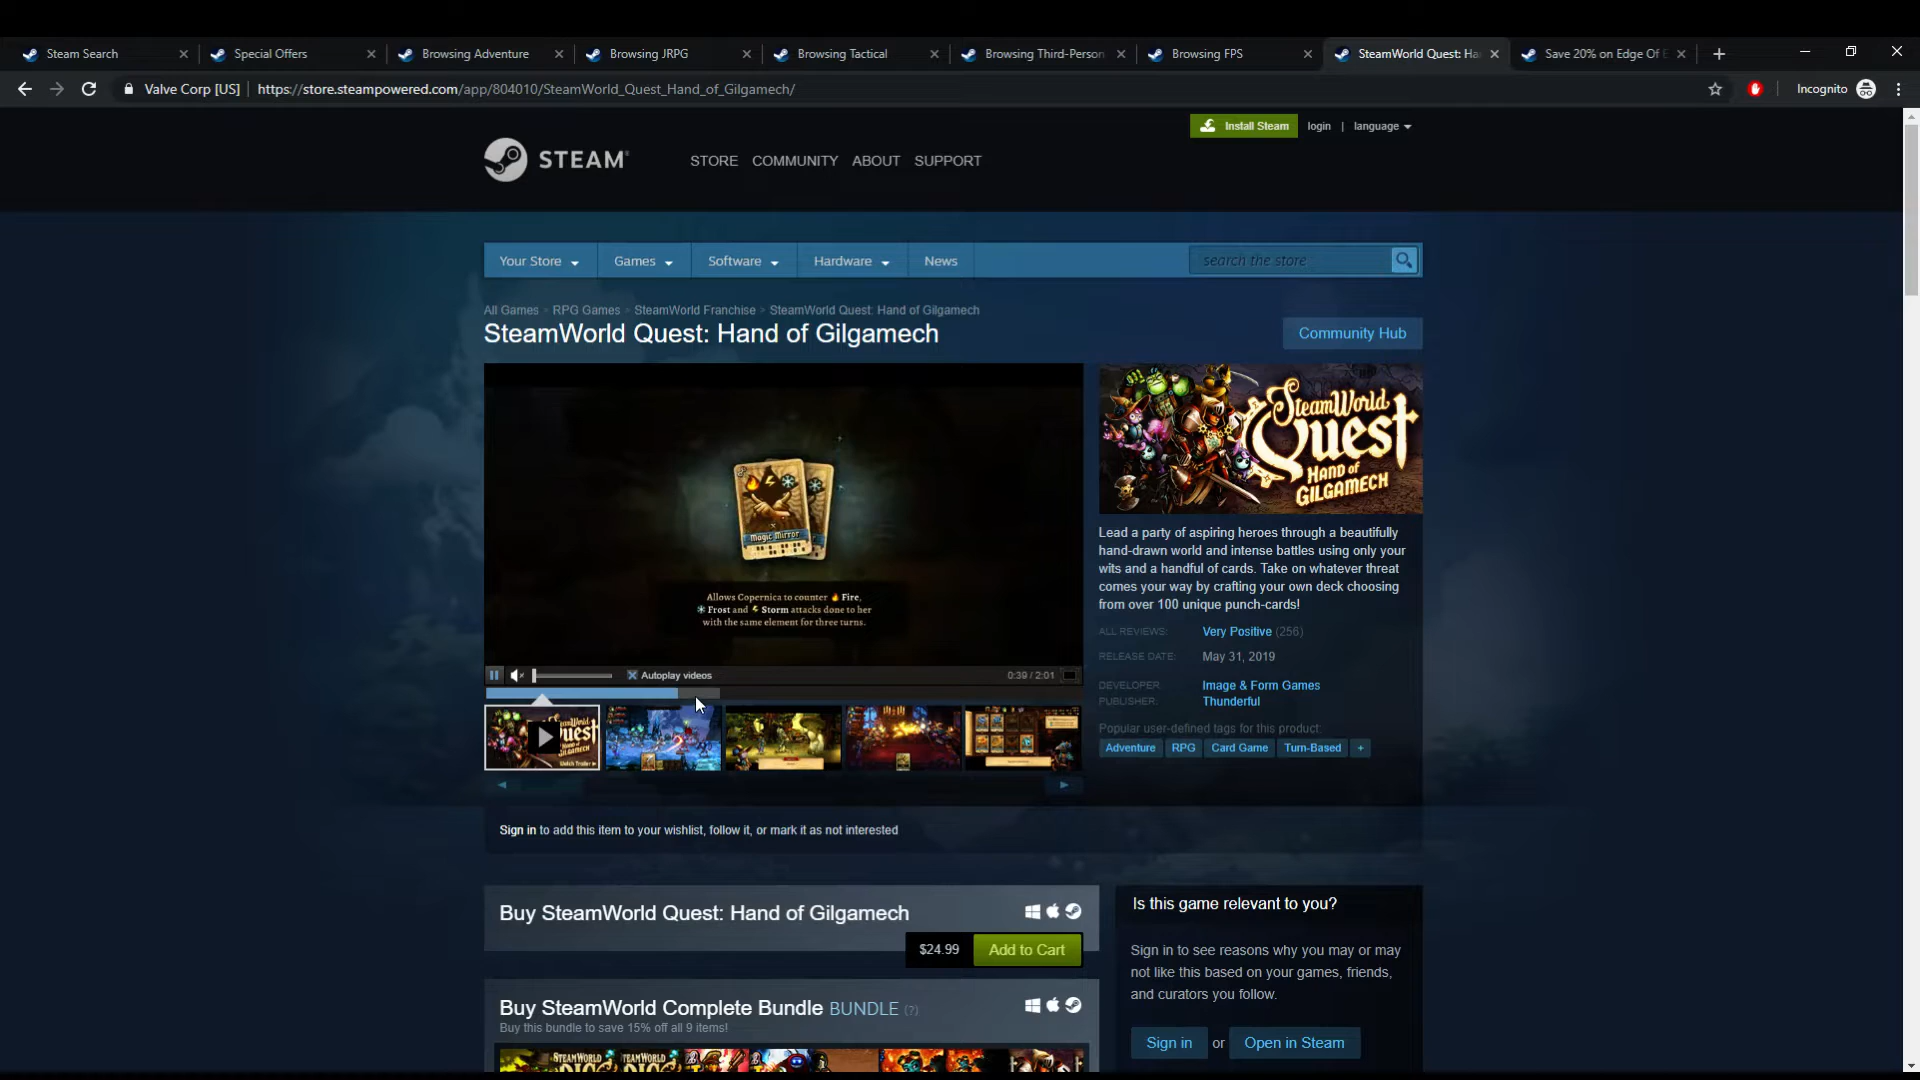 Steam Search
Special Offers
Browsing Adventure
Browsing JRPG
Browsing Tactical
Browsing Third-Person
Browsing FPS
SteamWorld Quest: Ha
Save 20% on Edge Of E
Valve Corp [US]
https://store.steampowered.com/app/804010/SteamWorld_Quest_Hand_of_Gilgamech/
Incognito
Install Steam
login | language
STEAM
STORE COMMUNITY ABOUT SUPPORT
Your Store
Games
Software
Hardware
News
search the store
All Games > RPG Games > SteamWorld Franchise > SteamWorld Quest: Hand of Gilgamech
SteamWorld Quest: Hand of Gilgamech
Community Hub
Magic Mirror
Allows Copernica to counter Fire,
Frost and Storm attacks done to her
with the same element for three turns.
Autoplay videos
0:39 / 2:01
SteamWorld
Quest
HAND OF
GILGAMECH
Lead a party of aspiring heroes through a beautifully
hand-drawn world and intense battles using only your
wits and a handful of cards. Take on whatever threat
comes your way by crafting your own deck choosing
from over 100 unique punch-cards!
ALL REVIEWS: Very Positive (256)
RELEASE DATE: May 31, 2019
DEVELOPER: Image & Form Games
PUBLISHER: Thunderful
Popular user-defined tags for this product:
Adventure RPG Card Game Turn-Based +
Sign in to add this item to your wishlist, follow it, or mark it as not interested
Buy SteamWorld Quest: Hand of Gilgamech
$24.99 Add to Cart
Buy SteamWorld Complete Bundle BUNDLE (?)
Buy this bundle to save 15% off all 9 items!
Is this game relevant to you?
Sign in to see reasons why you may or may
not like this based on your games, friends,
and curators you follow.
Sign in or Open in Steam